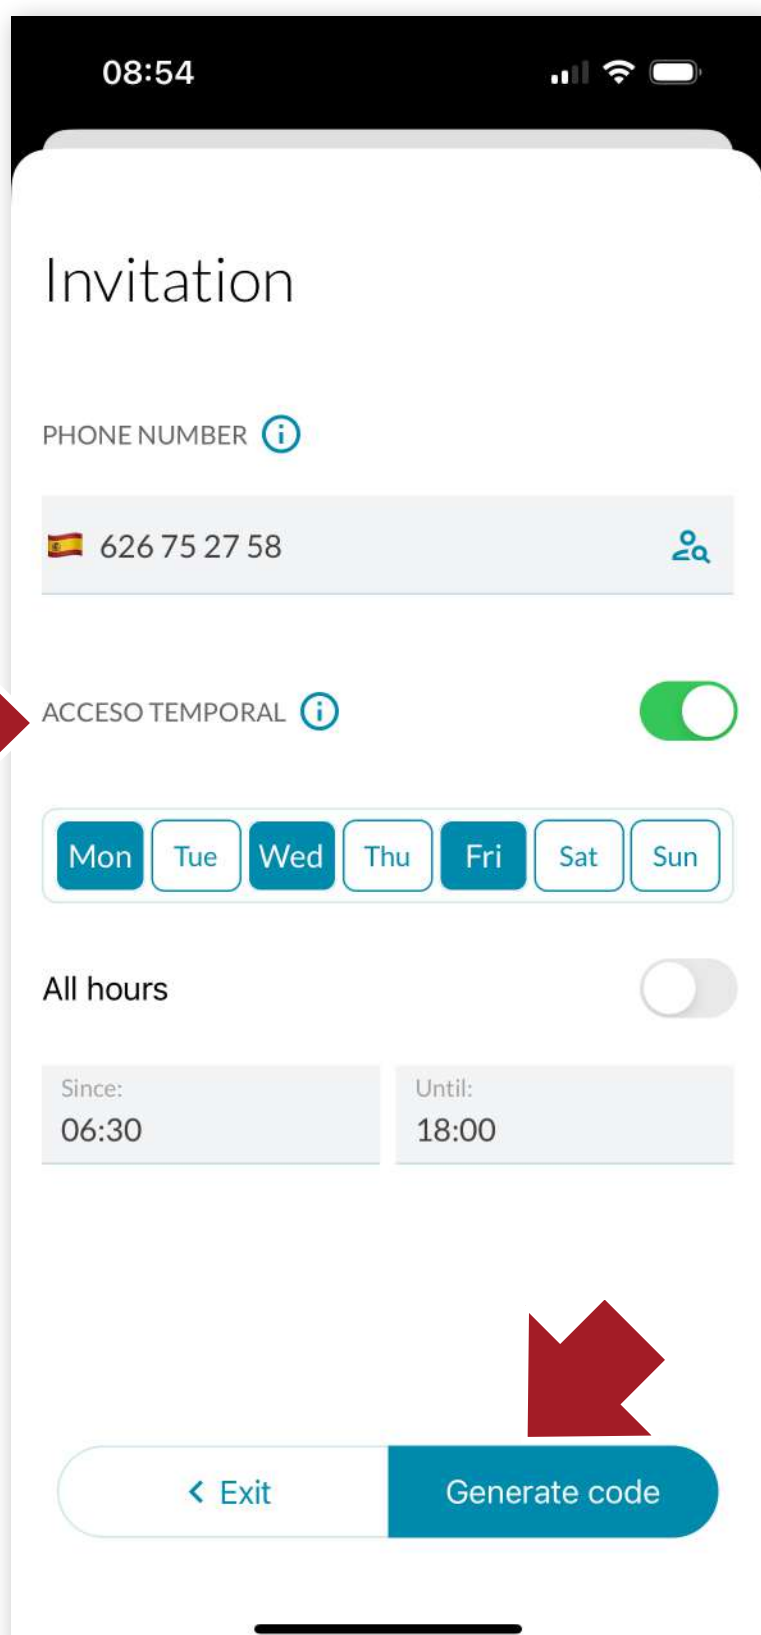 08:54
Invitation
PHONE NUMBER
626 75 27 58
ACCESO TEMPORAL
Mon Tue Wed Thu Fri Sat Sun
All hours
Since: Until:
06:30 18:00
< Exit Generate code